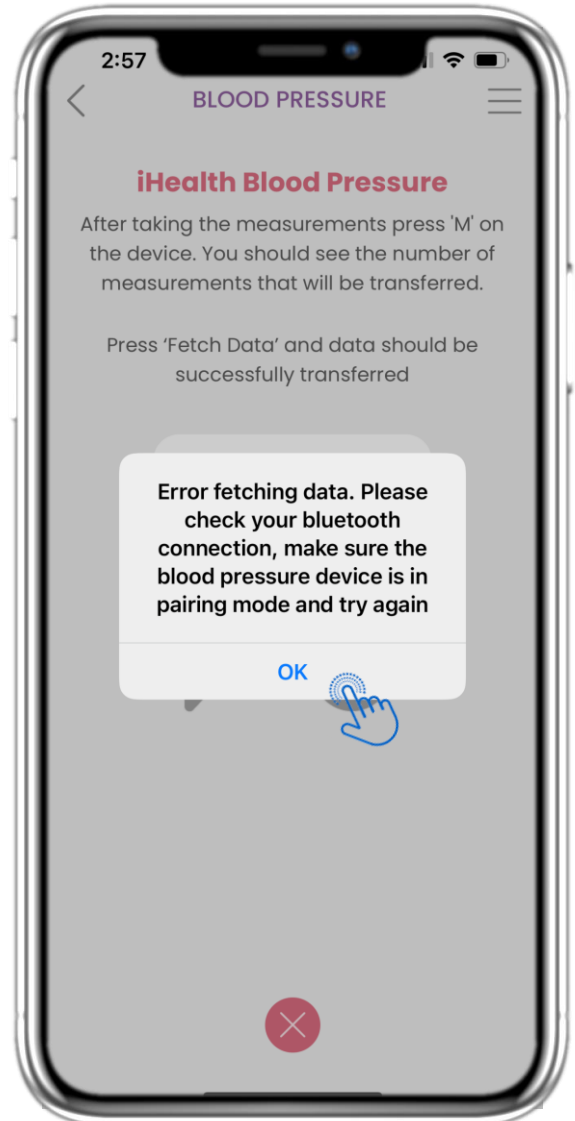 2:57
BLOOD PRESSURE
iHealth Blood Pressure
After taking the measurements press 'M' on
the device. You should see the number of
measurements that will be transferred.
Press ‘Fetch Data’ and data should be
successfully transferred
Error fetching data. Please
check your bluetooth
connection, make sure the
blood pressure device is in
pairing mode and try again
OK